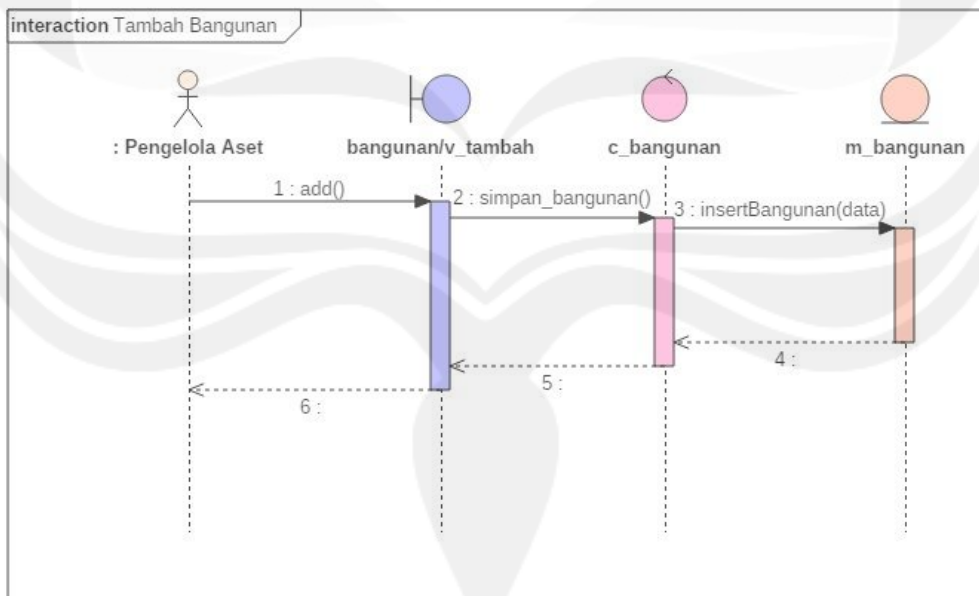 interaction Tambah Bangunan
: Pengelola Aset
bangunan/v_tambah
c_bangunan
m_bangunan
1 : add()
2 : simpan_bangunan()
3 : insertBangunan(data)
4 :
5 :
6 :